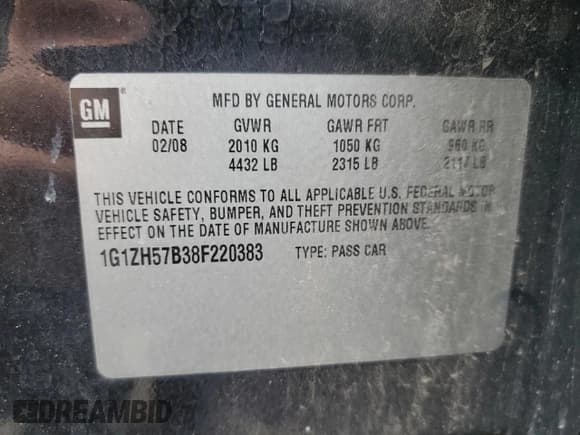 GM
MFD BY GENERAL MOTORS CORP.
DATE GVWR GAWR FRT GAWR RR
02/08 2010 KG 1050 KG 960 KG
4432 LB 2315 LB 2117 LB
THIS VEHICLE CONFORMS TO ALL APPLICABLE U.S. FEDERAL MOTOR
VEHICLE SAFETY, BUMPER, AND THEFT PREVENTION STANDARDS IN
EFFECT ON THE DATE OF MANUFACTURE SHOWN ABOVE.
1G1ZH57B38F220383 TYPE: PASS CAR
DREAMBID